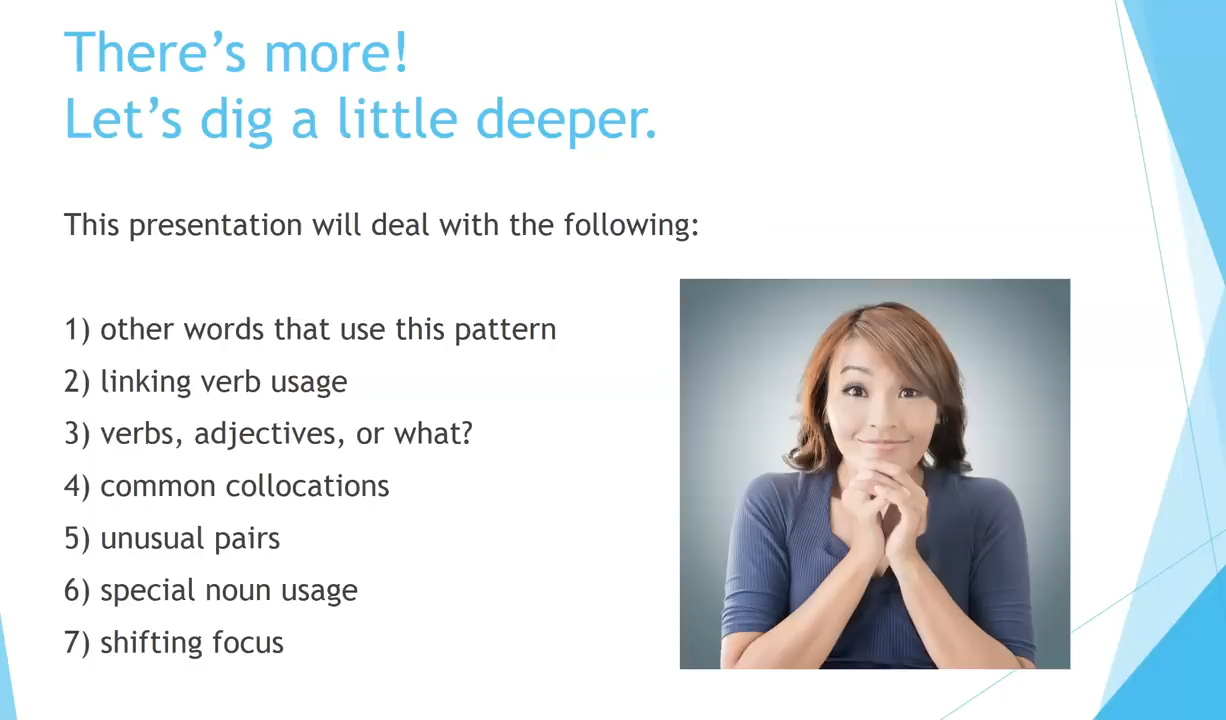 There’s more!
Let’s dig a little deeper.
This presentation will deal with the following:
1) other words that use this pattern
2) linking verb usage
3) verbs, adjectives, or what?
4) common collocations
5) unusual pairs
6) special noun usage
7) shifting focus